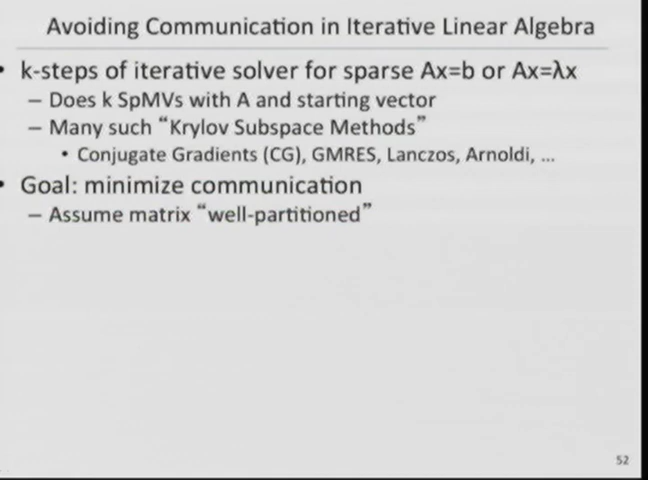 Avoiding Communication in Iterative Linear Algebra
• k-steps of iterative solver for sparse Ax=b or Ax=λx
– Does k SpMVs with A and starting vector
– Many such “Krylov Subspace Methods”
• Conjugate Gradients (CG), GMRES, Lanczos, Arnoldi, ...
• Goal: minimize communication
– Assume matrix “well-partitioned”
52